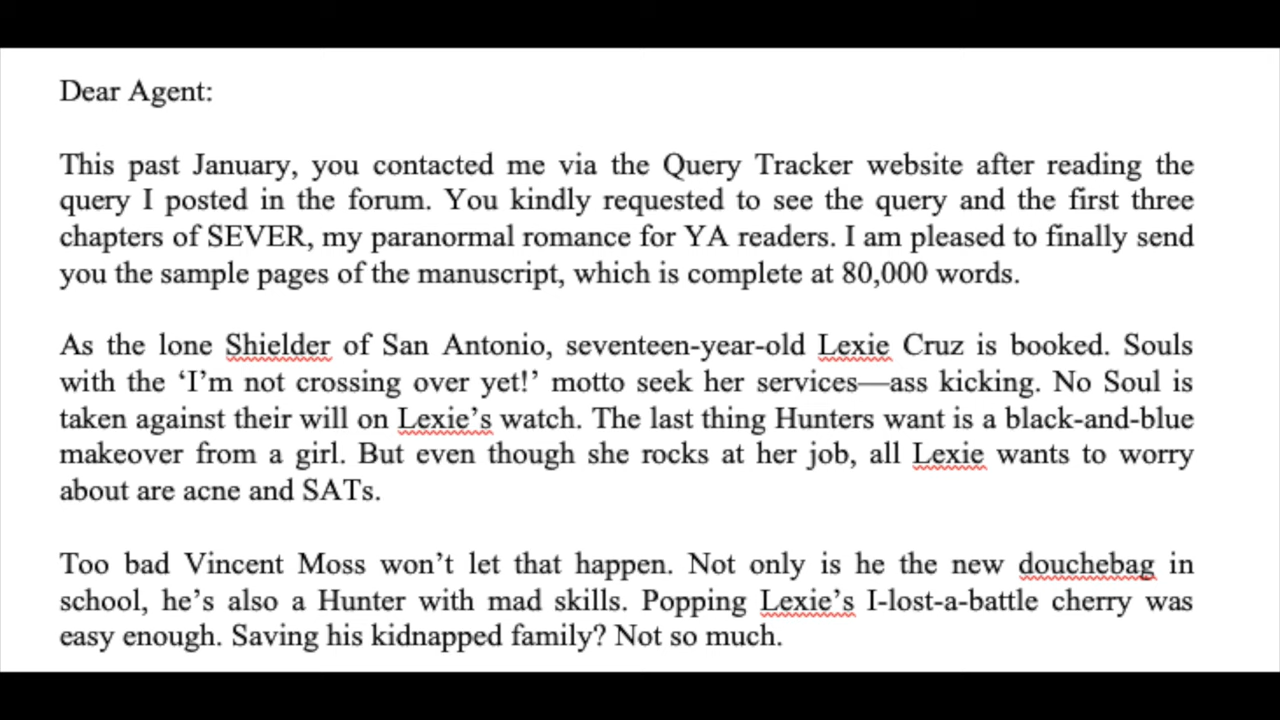 Dear Agent:
This past January, you contacted me via the Query Tracker website after reading the
query I posted in the forum. You kindly requested to see the query and the first three
chapters of SEVER, my paranormal romance for YA readers. I am pleased to finally send
you the sample pages of the manuscript, which is complete at 80,000 words.
As the lone Shielder of San Antonio, seventeen-year-old Lexie Cruz is booked. Souls
with the ‘I’m not crossing over yet!’ motto seek her services—ass kicking. No Soul is
taken against their will on Lexie’s watch. The last thing Hunters want is a black-and-blue
makeover from a girl. But even though she rocks at her job, all Lexie wants to worry
about are acne and SATs.
Too bad Vincent Moss won’t let that happen. Not only is he the new douchebag in
school, he’s also a Hunter with mad skills. Popping Lexie’s I-lost-a-battle cherry was
easy enough. Saving his kidnapped family? Not so much.